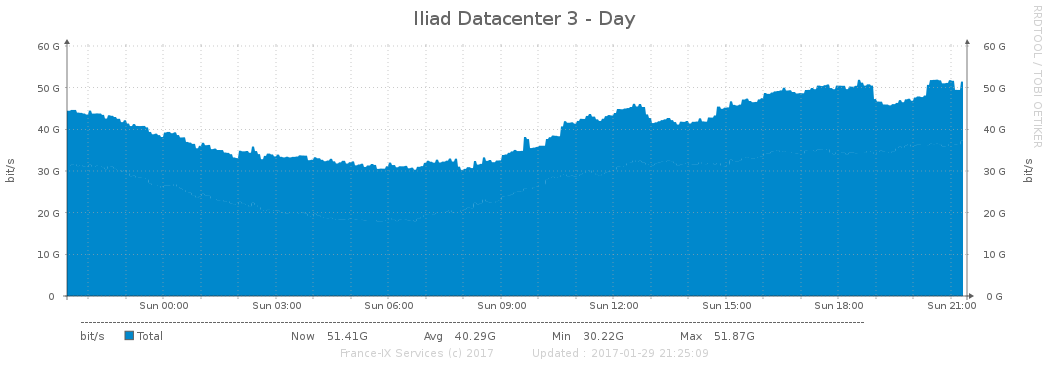 Iliad Datacenter 3 - Day
RRDTOOL / TOBI OETIKER
60 G 60 G
50 G 50 G
40 G 40 G
30 G 30 G
20 G 20 G
10 G 10 G
0 0 G
bit/s bit/s
Sun 00:00 Sun 03:00 Sun 06:00 Sun 09:00 Sun 12:00 Sun 15:00 Sun 18:00 Sun 21:00
bit/s Total Now 51.41G Avg 40.29G Min 30.22G Max 51.87G
France-IX Services (c) 2017 Updated : 2017-01-29 21:25:09